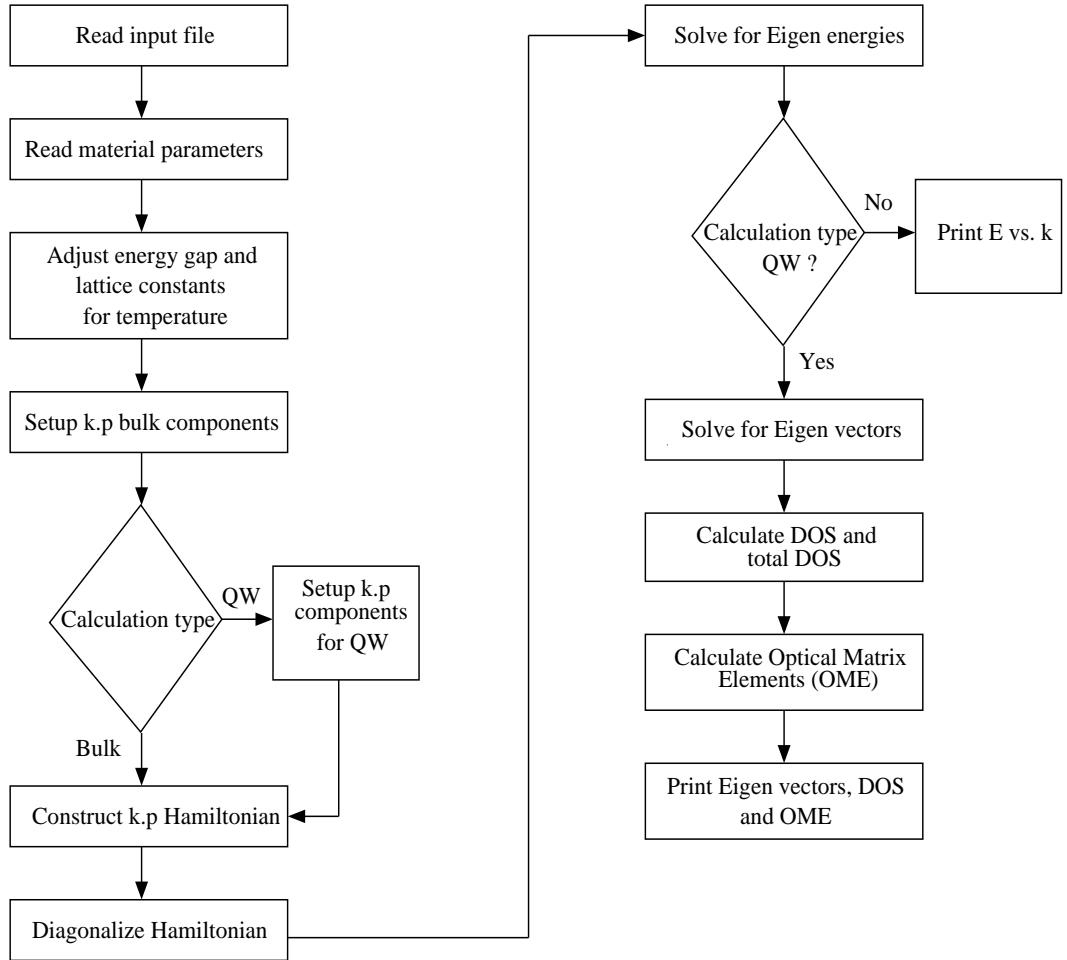 Read input file
Read material parameters
Adjust energy gap and
lattice constants
for temperature
Setup k.p bulk components
Calculation type
QW
Setup k.p
components
for QW
Bulk
Construct k.p Hamiltonian
Diagonalize Hamiltonian
Solve for Eigen energies
Calculation type
QW ?
No
Print E vs. k
Yes
Solve for Eigen vectors
Calculate DOS and
total DOS
Calculate Optical Matrix
Elements (OME)
Print Eigen vectors, DOS
and OME